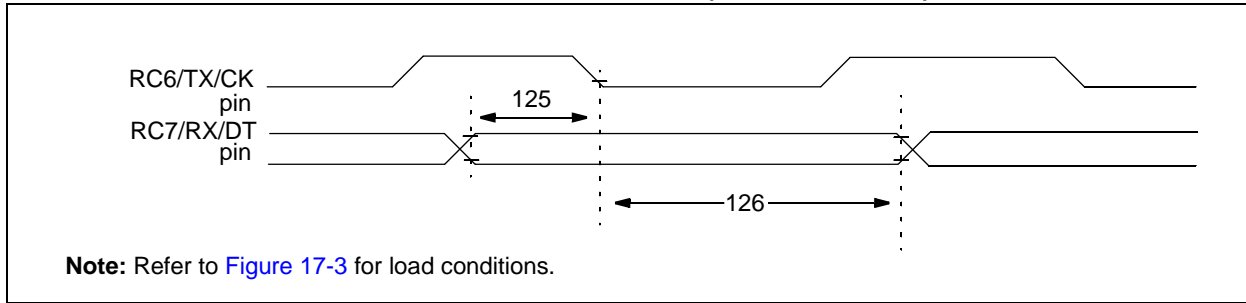 RC6/TX/CK
pin
125
RC7/RX/DT
pin
126
Note: Refer to Figure 17-3 for load conditions.